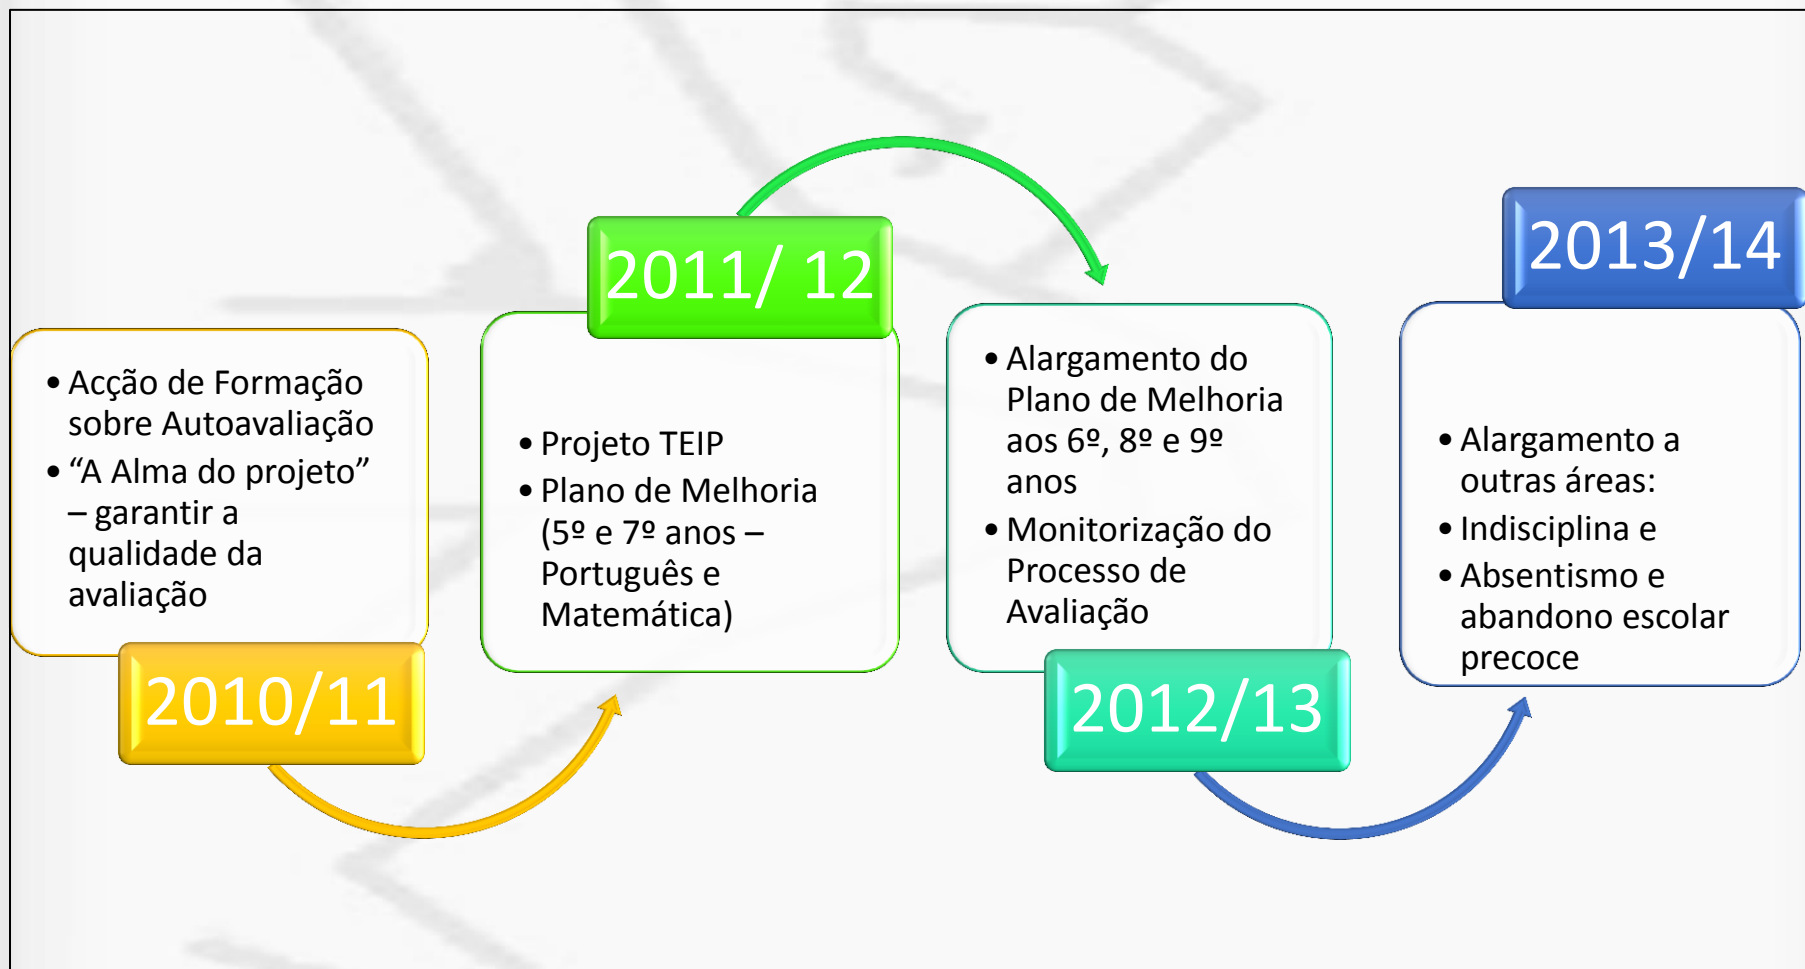 • Acção de Formação
sobre Autoavaliação
• “A Alma do projeto”
– garantir a
qualidade da
avaliação
2010/11
2011/ 12
• Projeto TEIP
• Plano de Melhoria
(5º e 7º anos –
Português e
Matemática)
• Alargamento do
Plano de Melhoria
aos 6º, 8º e 9º
anos
• Monitorização do
Processo de
Avaliação
2012/13
2013/14
• Alargamento a
outras áreas:
• Indisciplina e
• Absentismo e
abandono escolar
precoce